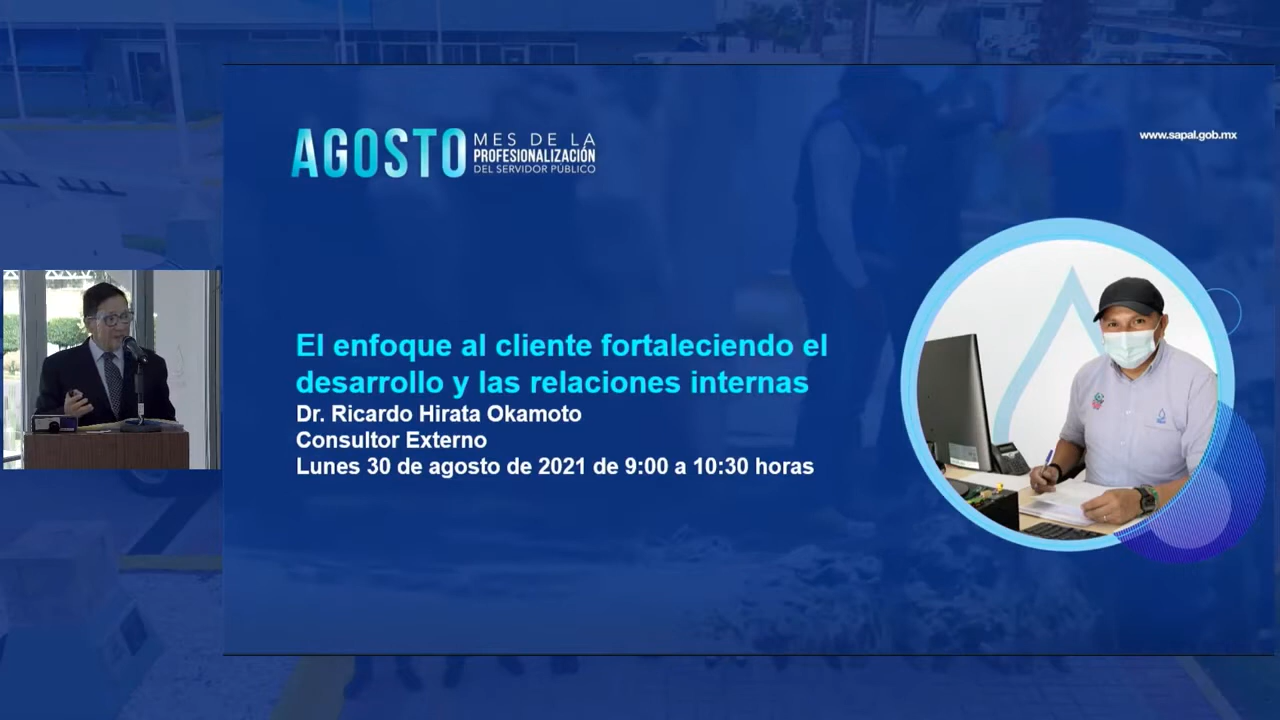 AGOSTO
MES DE LA
PROFESIONALIZACIÓN
DEL SERVIDOR PÚBLICO
www.sapal.gob.mx
El enfoque al cliente fortaleciendo el
desarrollo y las relaciones internas
Dr. Ricardo Hirata Okamoto
Consultor Externo
Lunes 30 de agosto de 2021 de 9:00 a 10:30 horas